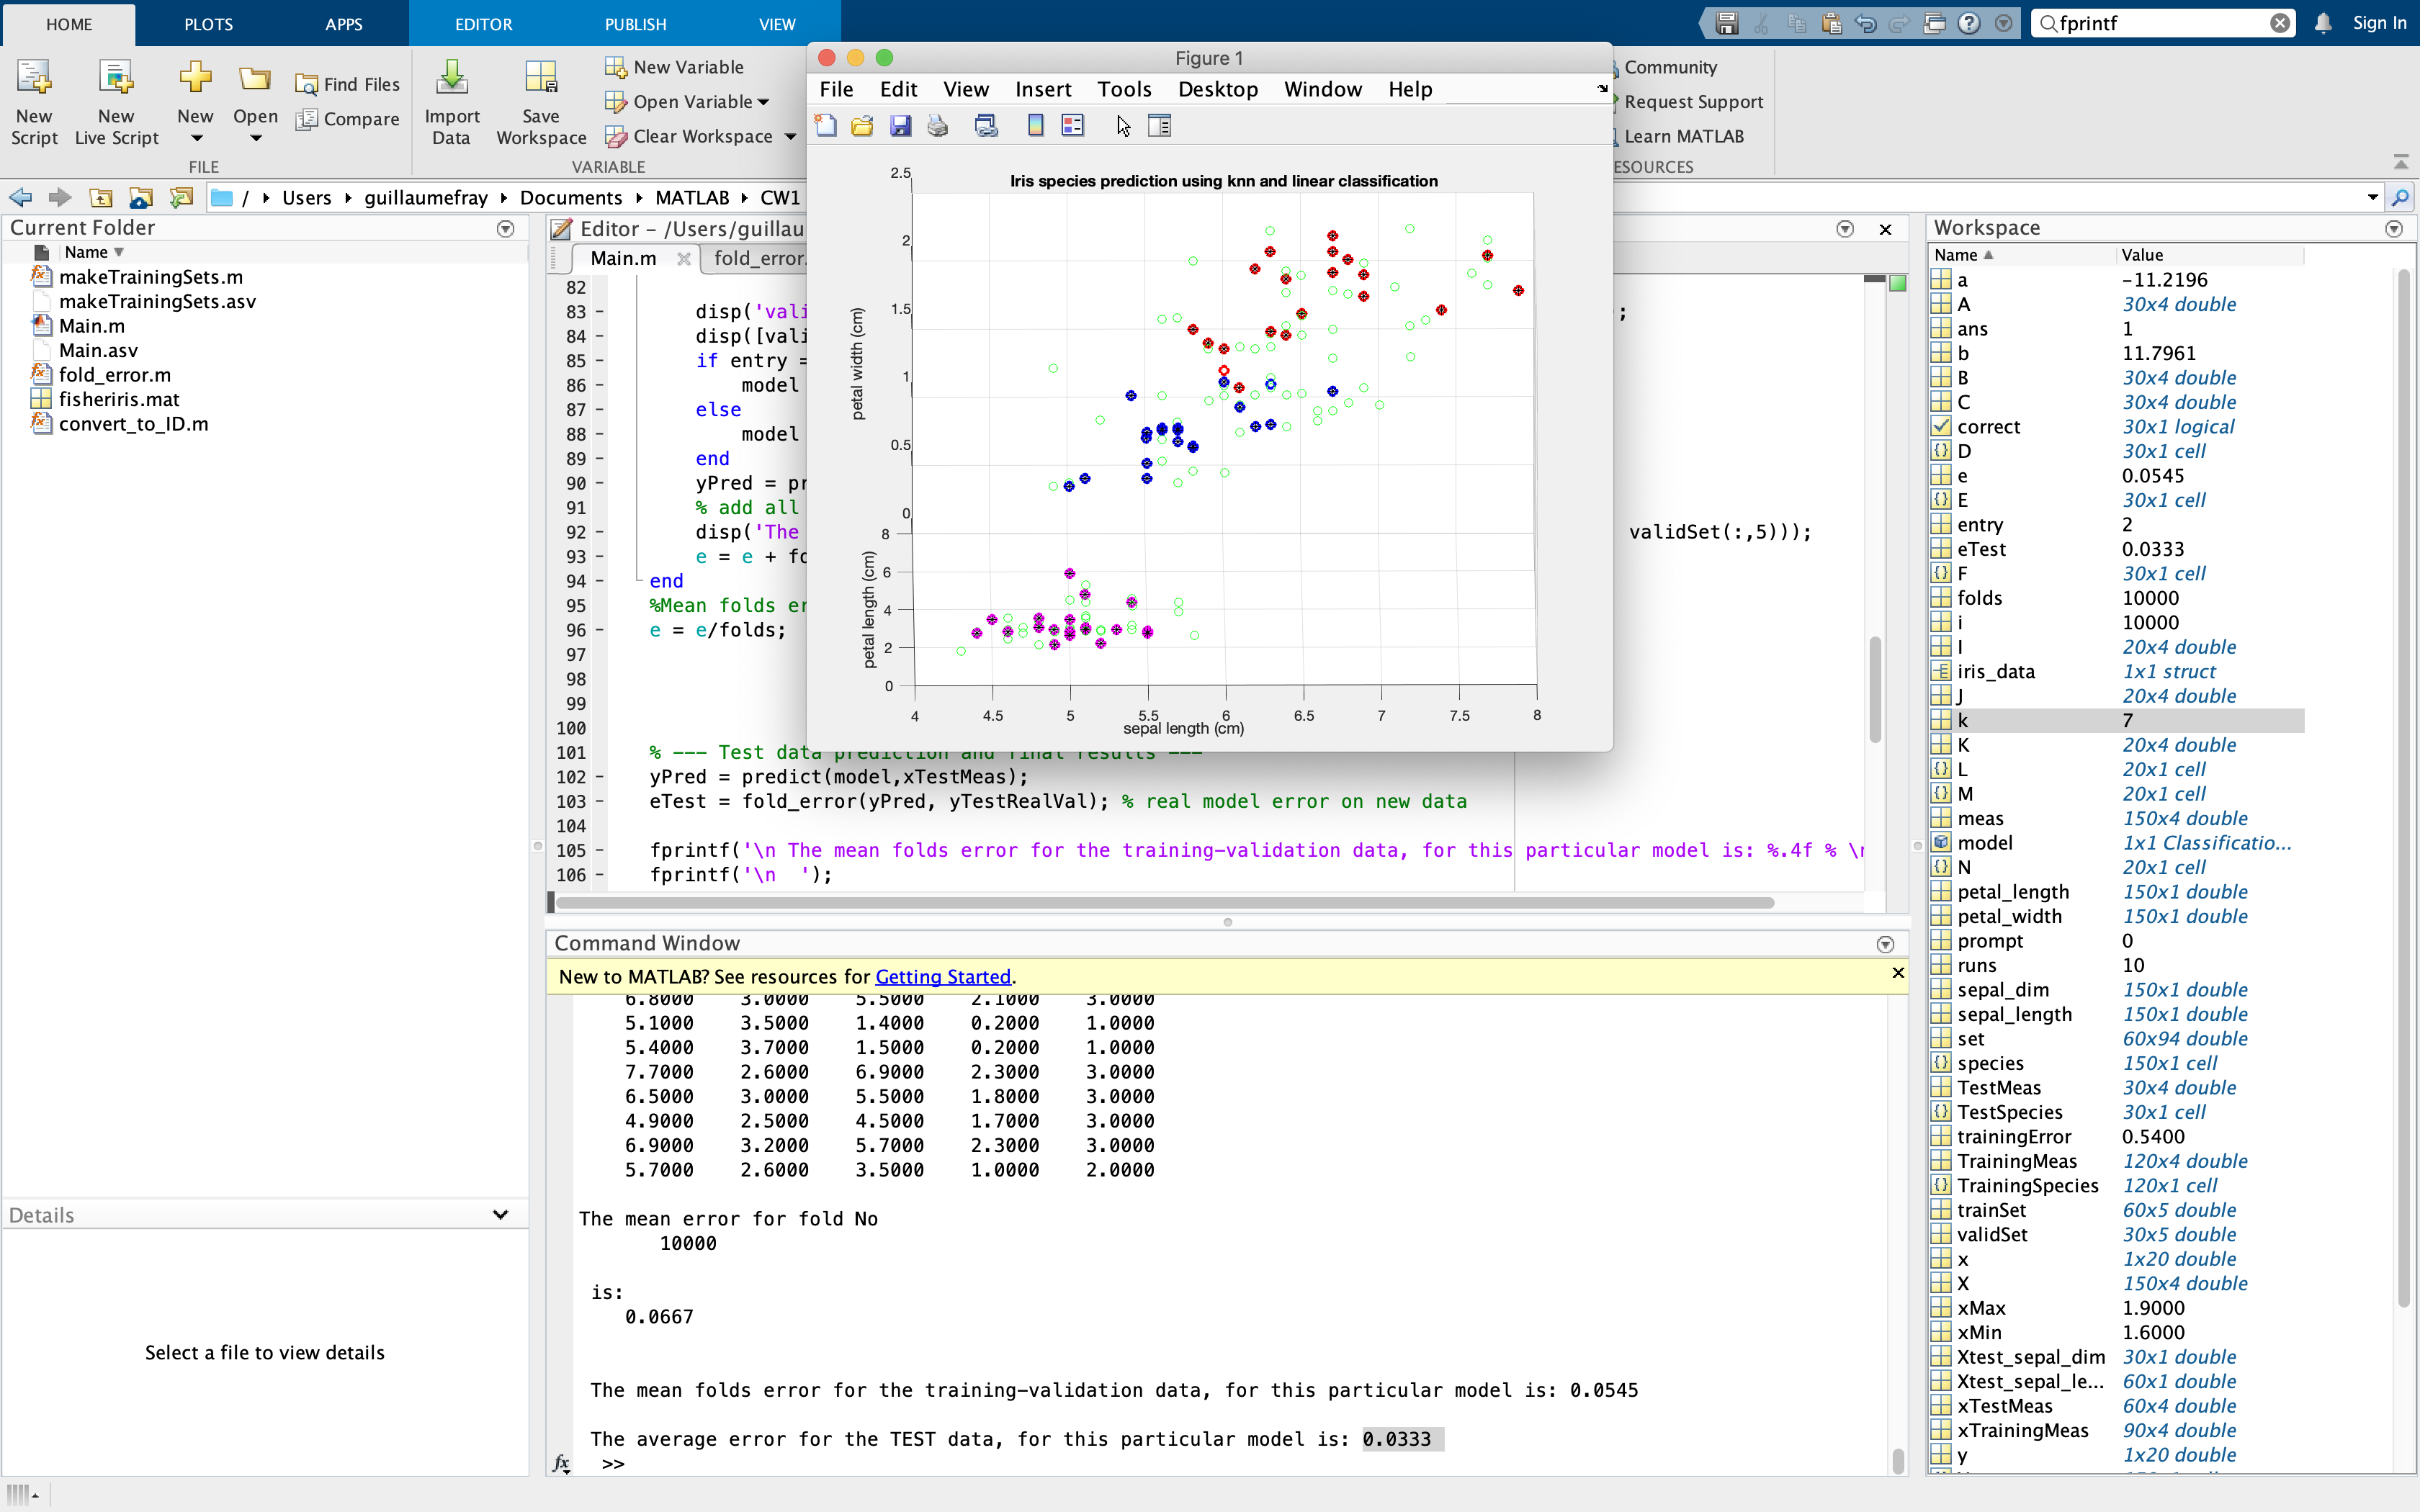 HOME PLOTS APPS EDITOR PUBLISH VIEW
fprintf Sign In
New Script
New Live Script
New
Open
Find Files
Compare
FILE
Import Data
Save Workspace
New Variable
Open Variable
Clear Workspace
VARIABLE
Community
Request Support
Learn MATLAB
ESOURCES
/ Users guillaumefray Documents MATLAB CW1
Current Folder
Name
makeTrainingSets.m
makeTrainingSets.asv
Main.m
Main.asv
fold_error.m
fisheriris.mat
convert_to_ID.m
Details
Select a file to view details
Editor – /Users/guillau
Main.m fold_error.
82
83 – disp('vali ;
84 – disp([vali
85 – if entry =
86 – model
87 – else
88 – model
89 – end
90 – yPred = pr
91 % add all
92 – disp('The validSet(:,5)));
93 – e = e + fo
94 – end
95 %Mean folds er
96 – e = e/folds;
97
98
99
100
101 % --- Test data prediction and final results ---
102 – yPred = predict(model,xTestMeas);
103 – eTest = fold_error(yPred, yTestRealVal); % real model error on new data
104
105 – fprintf('\n The mean folds error for the training-validation data, for this particular model is: %.4f % \
106 – fprintf('\n  ');
Figure 1
File Edit View Insert Tools Desktop Window Help
Iris species prediction using knn and linear classification
2.5
2
1.5
1
0.5
0
petal width (cm)
8
6
4
2
0
petal length (cm)
4 4.5 5 5.5 6 6.5 7 7.5 8
sepal length (cm)
Command Window
New to MATLAB? See resources for Getting Started.
6.8000 3.0000 5.5000 2.1000 3.0000
5.1000 3.5000 1.4000 0.2000 1.0000
5.4000 3.7000 1.5000 0.2000 1.0000
7.7000 2.6000 6.9000 2.3000 3.0000
6.5000 3.0000 5.5000 1.8000 3.0000
4.9000 2.5000 4.5000 1.7000 3.0000
6.9000 3.2000 5.7000 2.3000 3.0000
5.7000 2.6000 3.5000 1.0000 2.0000
The mean error for fold No
10000
is:
0.0667
The mean folds error for the training-validation data, for this particular model is: 0.0545
The average error for the TEST data, for this particular model is: 0.0333
fx >>
Workspace
Name Value
a -11.2196
A 30x4 double
ans 1
b 11.7961
B 30x4 double
C 30x4 double
correct 30x1 logical
D 30x1 cell
e 0.0545
E 30x1 cell
entry 2
eTest 0.0333
F 30x1 cell
folds 10000
i 10000
I 20x4 double
iris_data 1x1 struct
J 20x4 double
k 7
K 20x4 double
L 20x1 cell
M 20x1 cell
meas 150x4 double
model 1x1 Classificatio...
N 20x1 cell
petal_length 150x1 double
petal_width 150x1 double
prompt 0
runs 10
sepal_dim 150x1 double
sepal_length 150x1 double
set 60x94 double
species 150x1 cell
TestMeas 30x4 double
TestSpecies 30x1 cell
trainingError 0.5400
TrainingMeas 120x4 double
TrainingSpecies 120x1 cell
trainSet 60x5 double
validSet 30x5 double
x 1x20 double
X 150x4 double
xMax 1.9000
xMin 1.6000
Xtest_sepal_dim 30x1 double
Xtest_sepal_le... 60x1 double
xTestMeas 60x4 double
xTrainingMeas 90x4 double
y 1x20 double